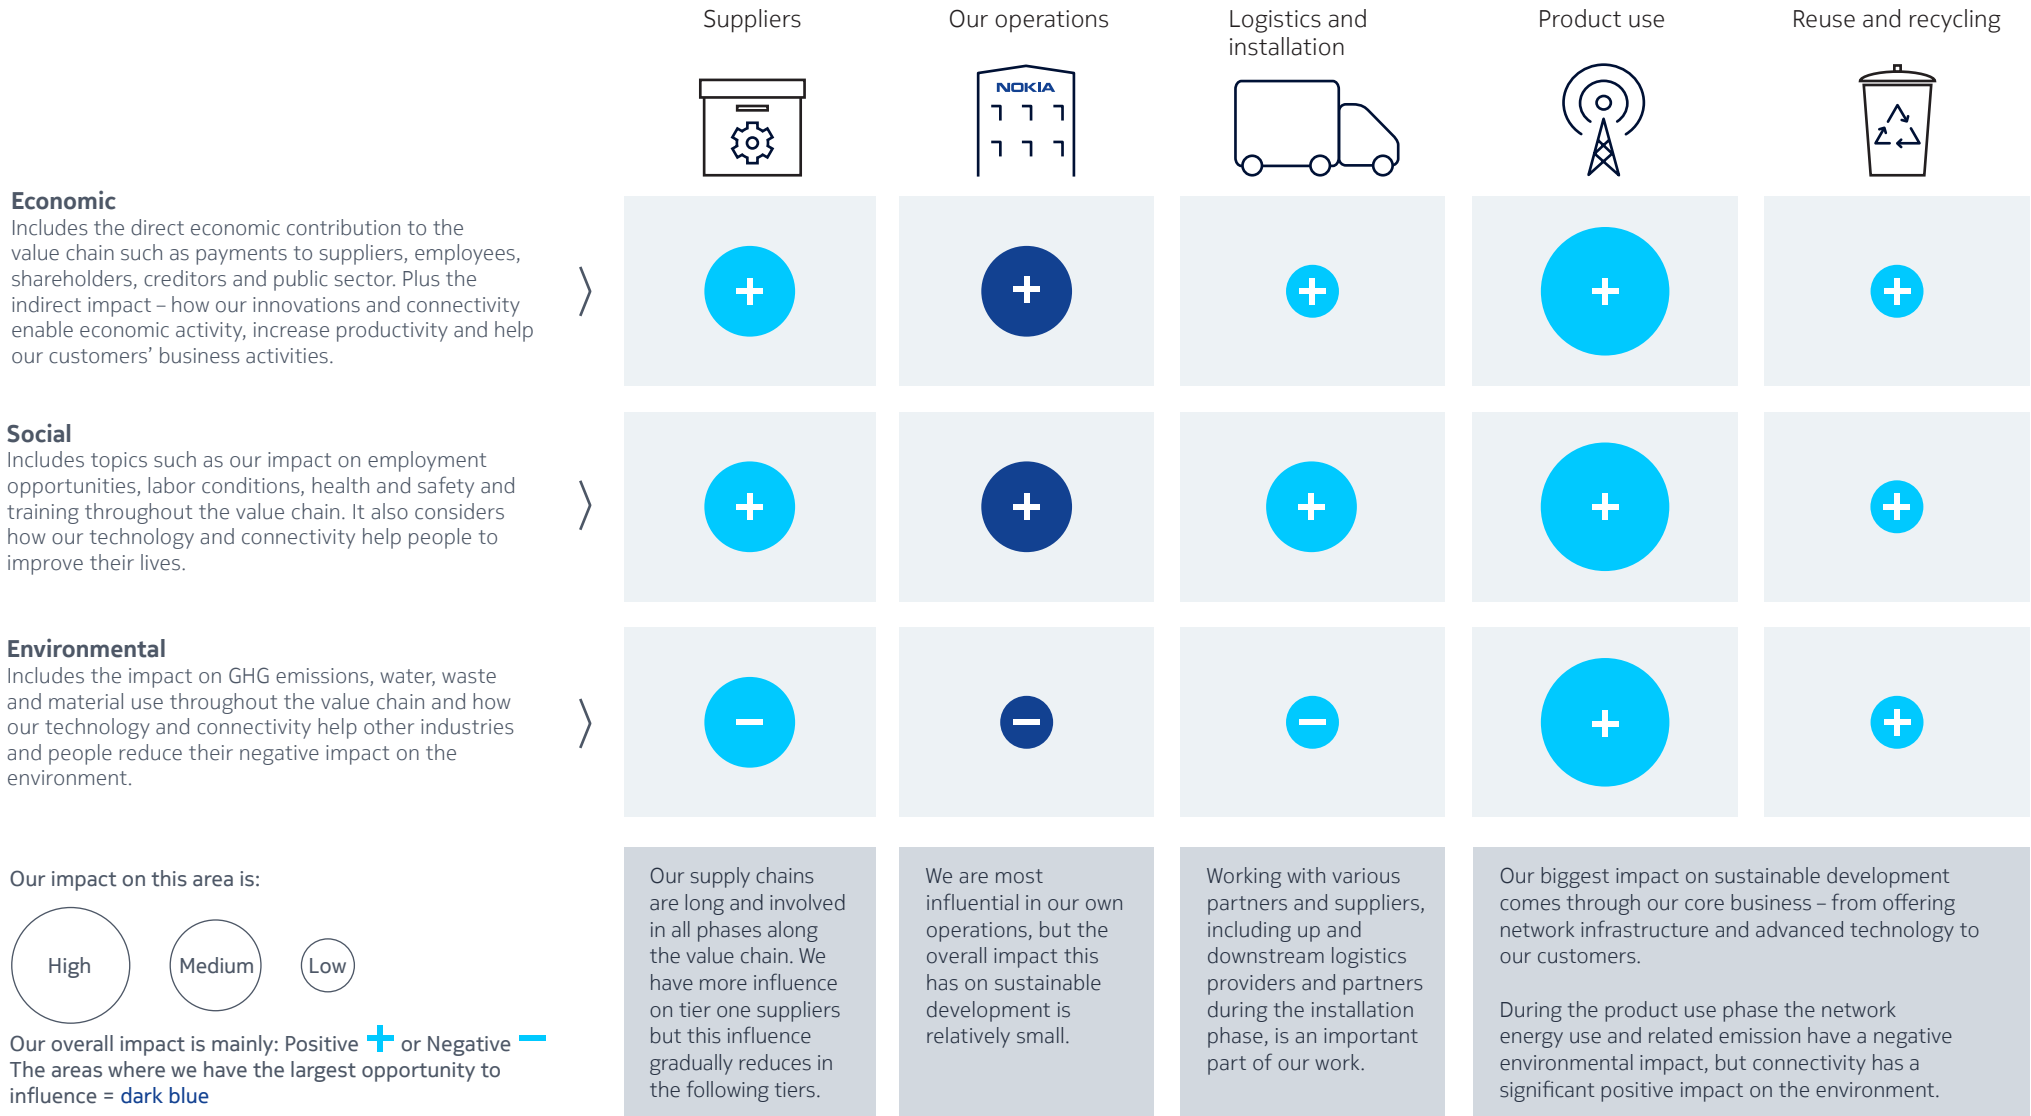 Suppliers
Our operations
Logistics and
installation
Product use
Reuse and recycling
NOKIA
Economic
Includes the direct economic contribution to the
value chain such as payments to suppliers, employees,
shareholders, creditors and public sector. Plus the
indirect impact – how our innovations and connectivity
enable economic activity, increase productivity and help
our customers’ business activities.
Social
Includes topics such as our impact on employment
opportunities, labor conditions, health and safety and
training throughout the value chain. It also considers
how our technology and connectivity help people to
improve their lives.
Environmental
Includes the impact on GHG emissions, water, waste
and material use throughout the value chain and how
our technology and connectivity help other industries
and people reduce their negative impact on the
environment.
Our impact on this area is:
High
Medium
Low
Our overall impact is mainly: Positive + or Negative −
The areas where we have the largest opportunity to
influence = dark blue
Our supply chains
are long and involved
in all phases along
the value chain. We
have more influence
on tier one suppliers
but this influence
gradually reduces in
the following tiers.
We are most
influential in our own
operations, but the
overall impact this
has on sustainable
development is
relatively small.
Working with various
partners and suppliers,
including up and
downstream logistics
providers and partners
during the installation
phase, is an important
part of our work.
Our biggest impact on sustainable development
comes through our core business – from offering
network infrastructure and advanced technology to
our customers.
During the product use phase the network
energy use and related emission have a negative
environmental impact, but connectivity has a
significant positive impact on the environment.